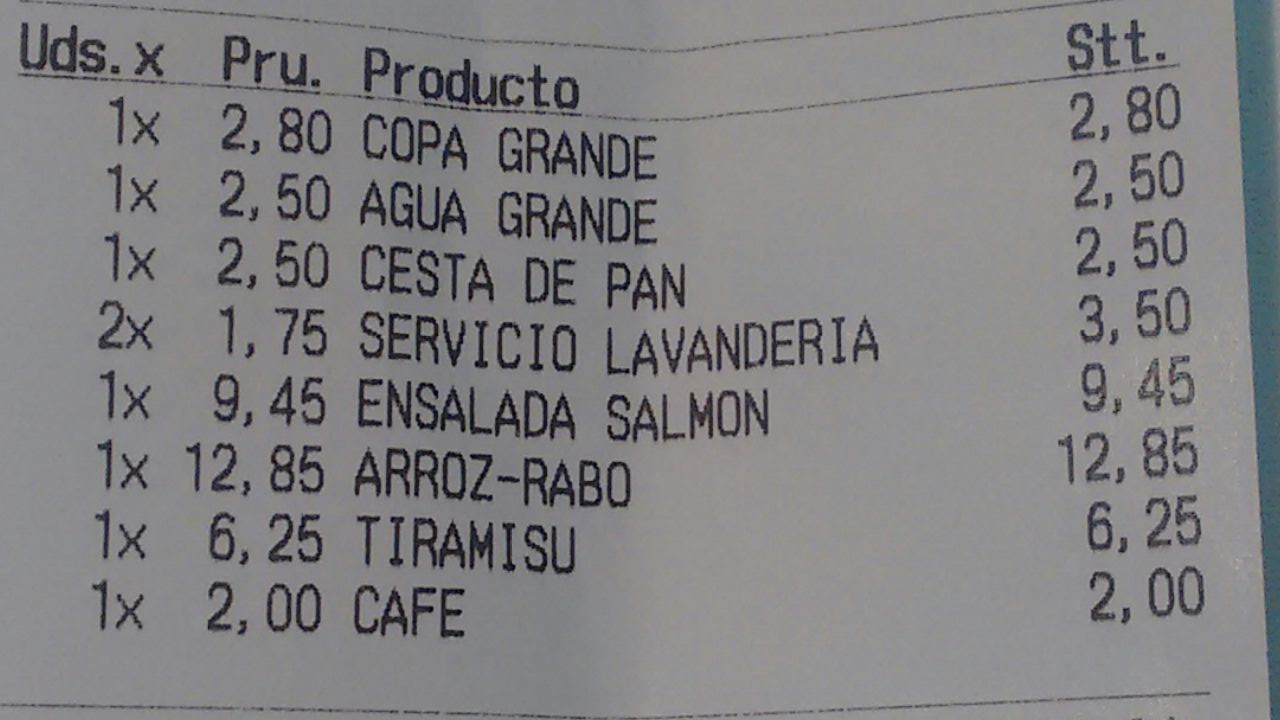 Uds. x Pru. Producto Stt.
1x 2,80 COPA GRANDE 2,80
1x 2,50 AGUA GRANDE 2,50
1x 2,50 CESTA DE PAN 2,50
2x 1,75 SERVICIO LAVANDERIA 3,50
1x 9,45 ENSALADA SALMON 9,45
1x 12,85 ARROZ-RABO 12,85
1x 6,25 TIRAMISU 6,25
1x 2,00 CAFE 2,00